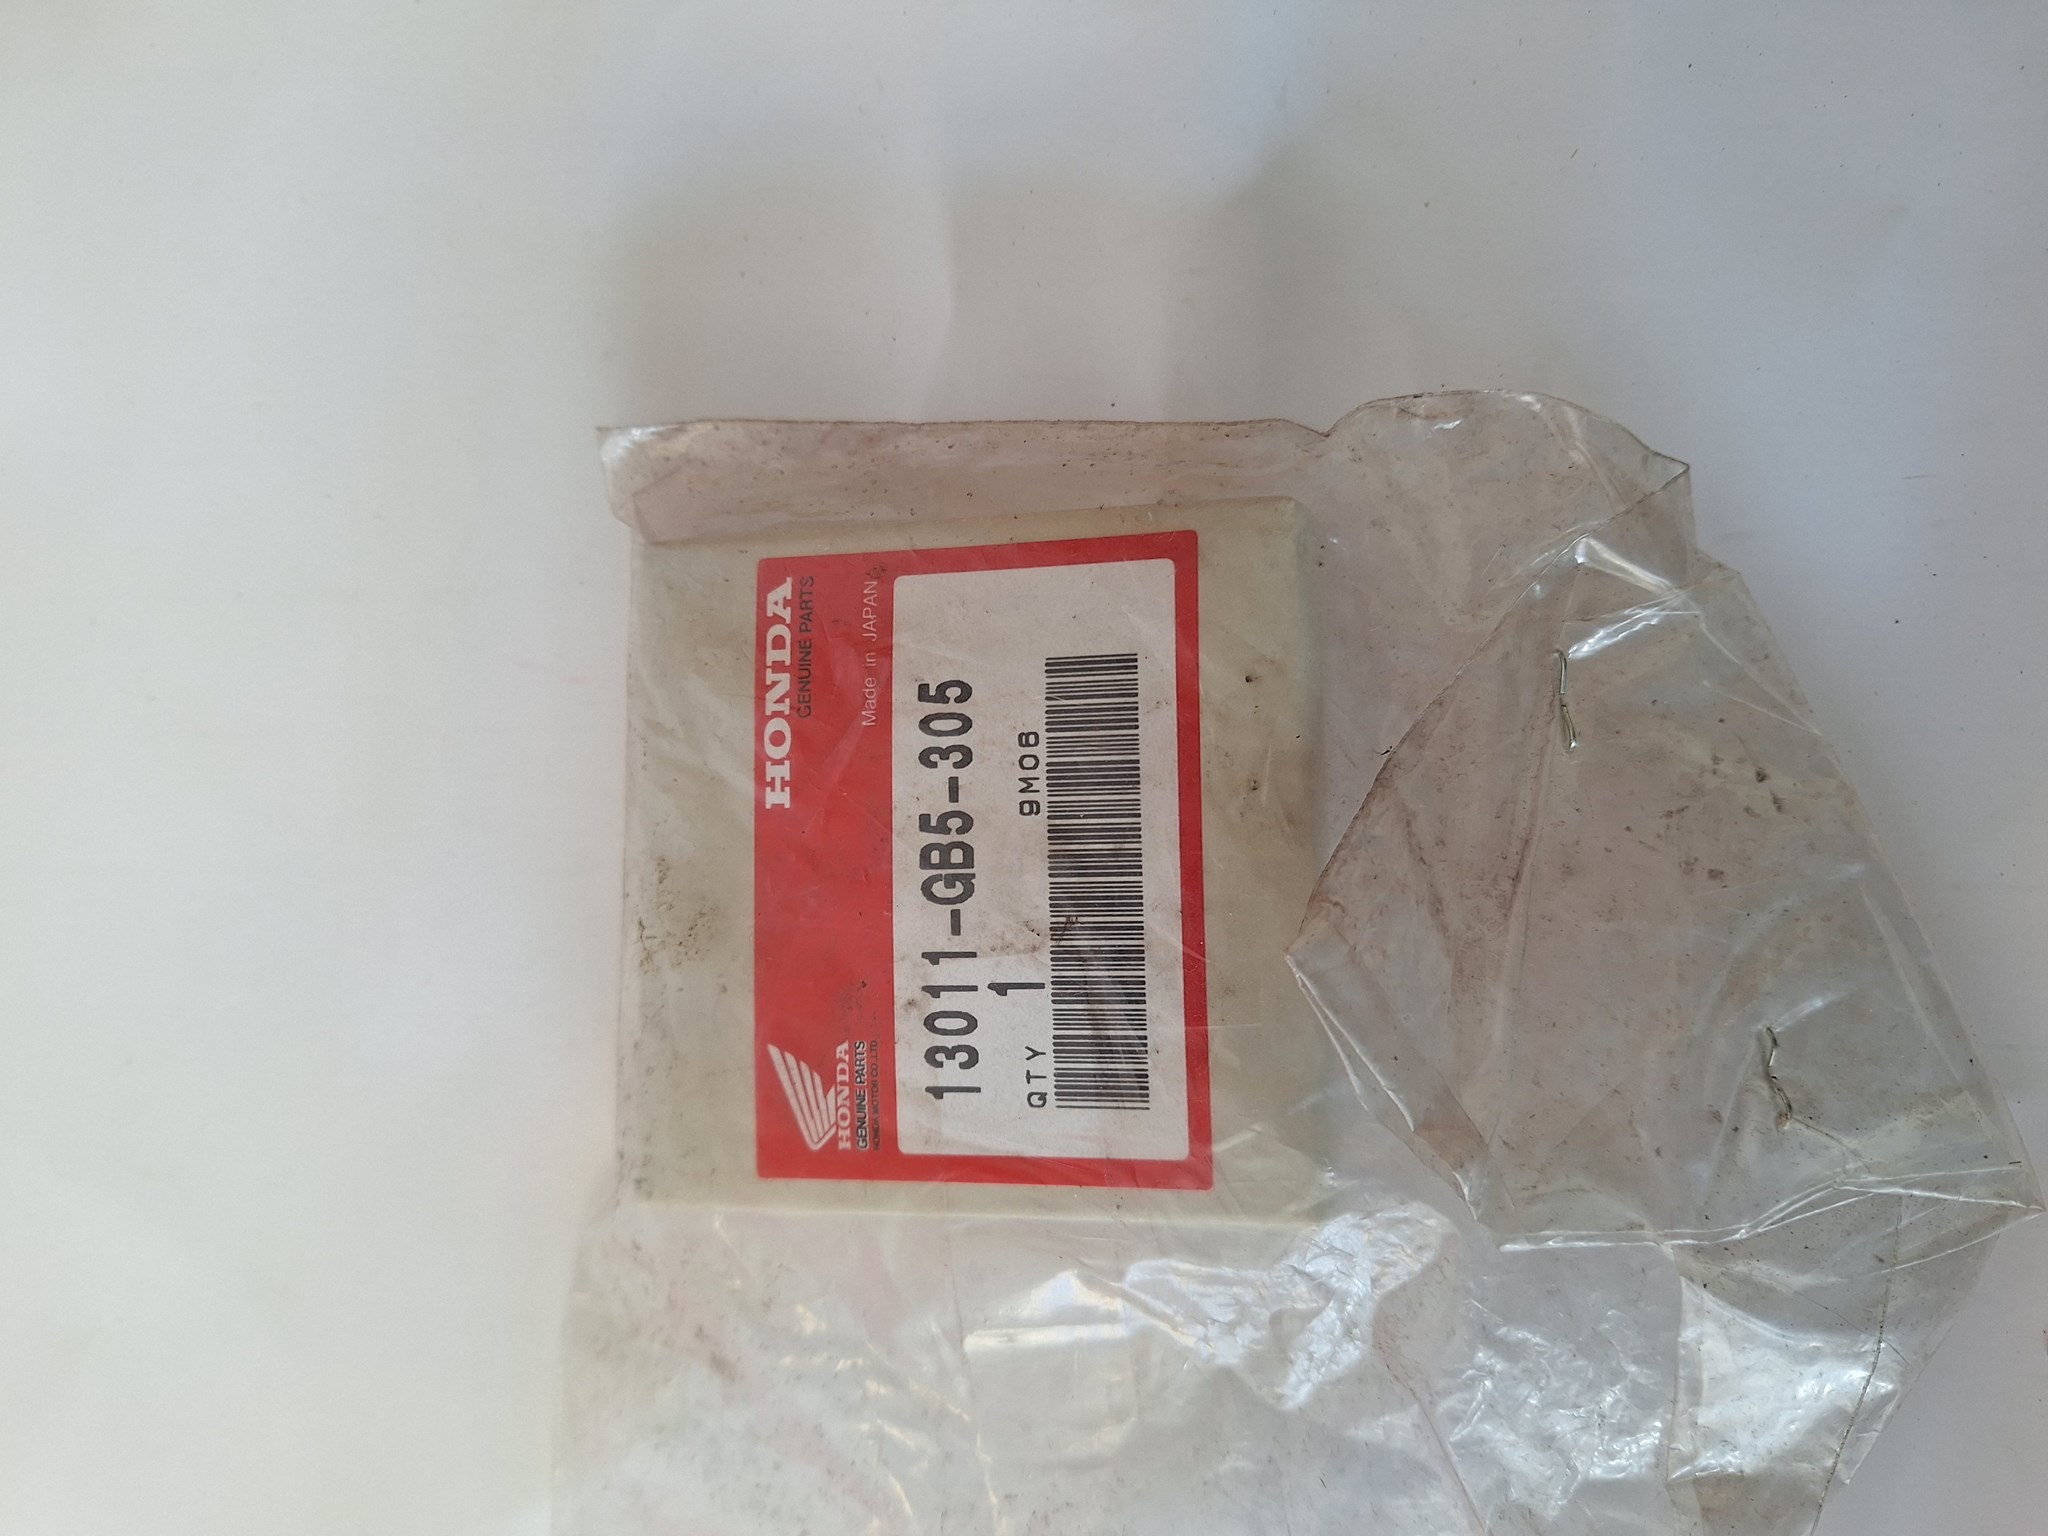 HONDA
GENUINE PARTS
HONDA MOTOR CO.,LTD.
HONDA
GENUINE PARTS
Made in JAPAN
13011-GB5-305
QTY 1 9M06